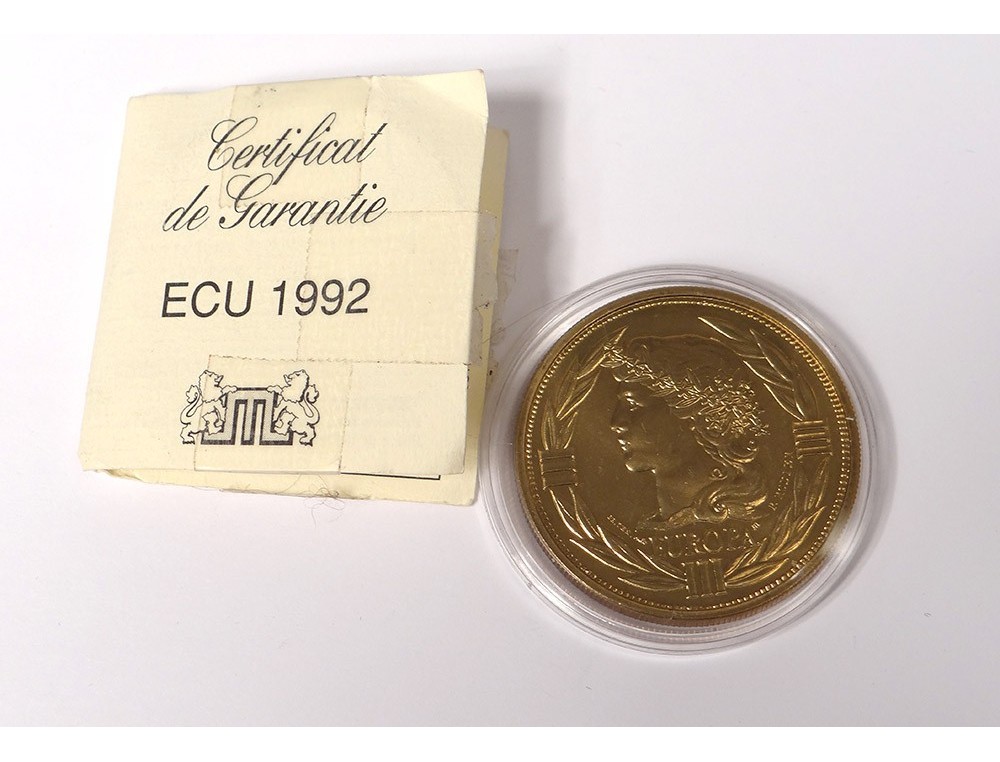 Certificat
de Garantie
ECU 1992
EUROPA